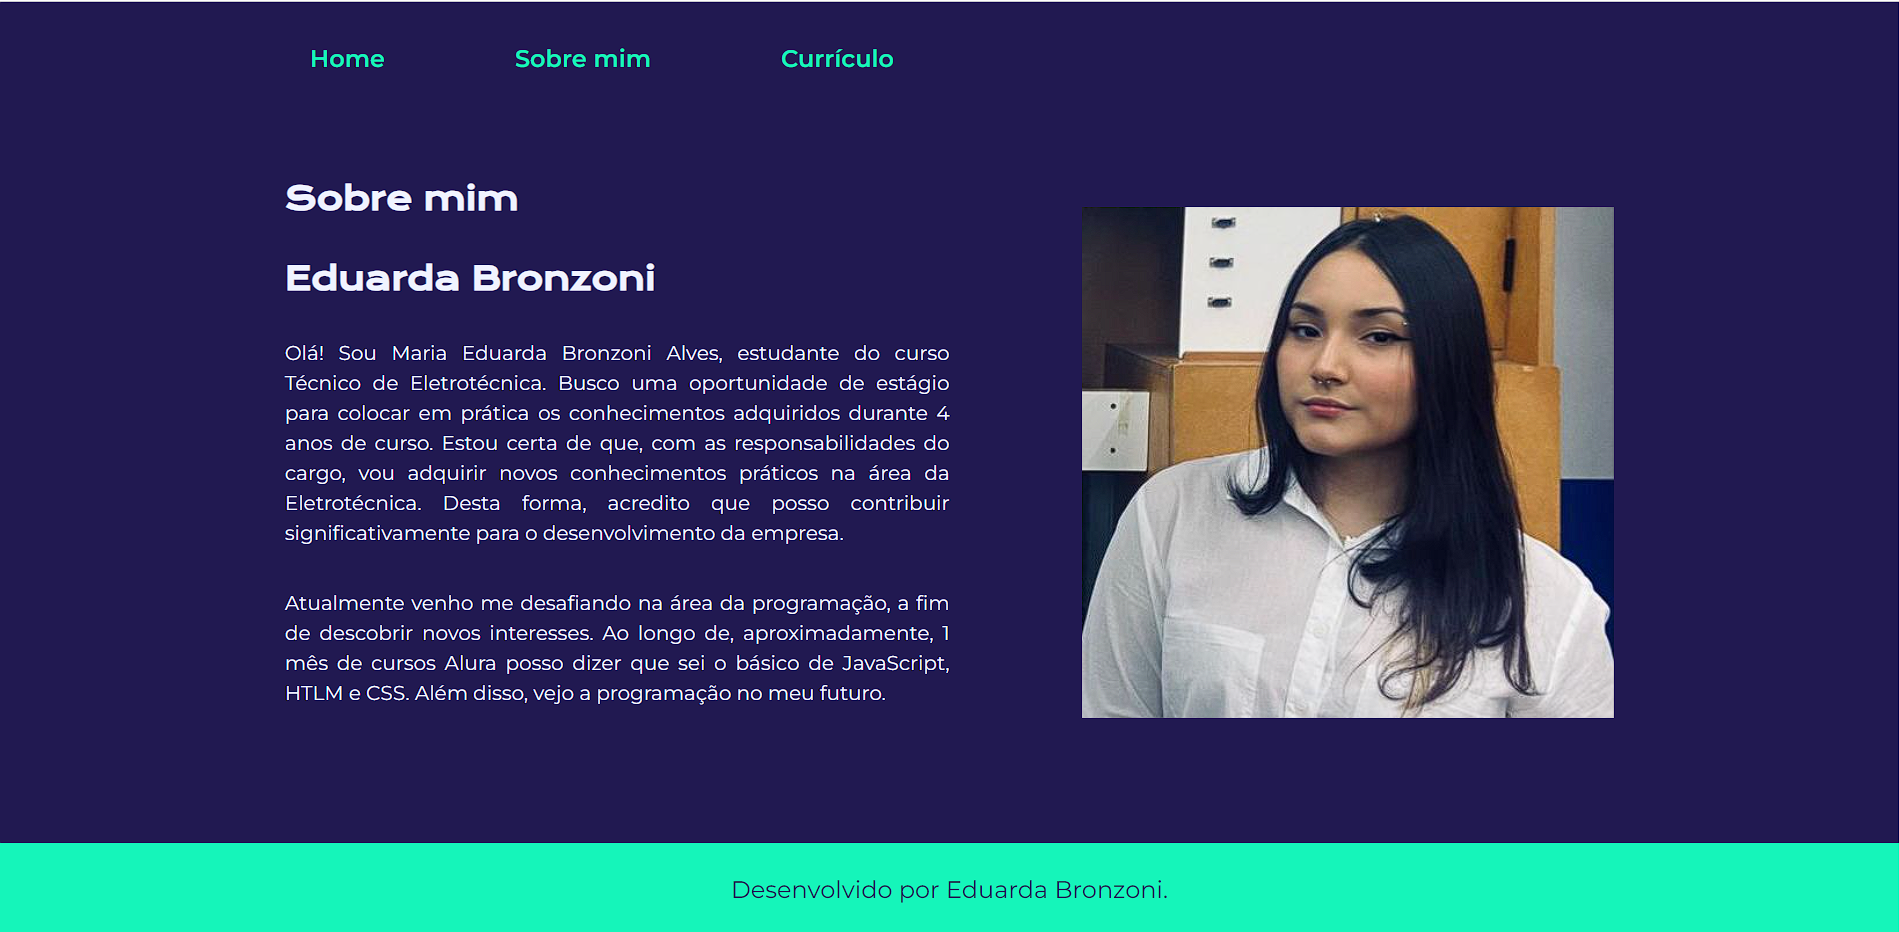 Home Sobre mim Currículo
Sobre mim
Eduarda Bronzoni
Olá! Sou Maria Eduarda Bronzoni Alves, estudante do curso
Técnico de Eletrotécnica. Busco uma oportunidade de estágio
para colocar em prática os conhecimentos adquiridos durante 4
anos de curso. Estou certa de que, com as responsabilidades do
cargo, vou adquirir novos conhecimentos práticos na área da
Eletrotécnica. Desta forma, acredito que posso contribuir
significativamente para o desenvolvimento da empresa.
Atualmente venho me desafiando na área da programação, a fim
de descobrir novos interesses. Ao longo de, aproximadamente, 1
mês de cursos Alura posso dizer que sei o básico de JavaScript,
HTLM e CSS. Além disso, vejo a programação no meu futuro.
Desenvolvido por Eduarda Bronzoni.